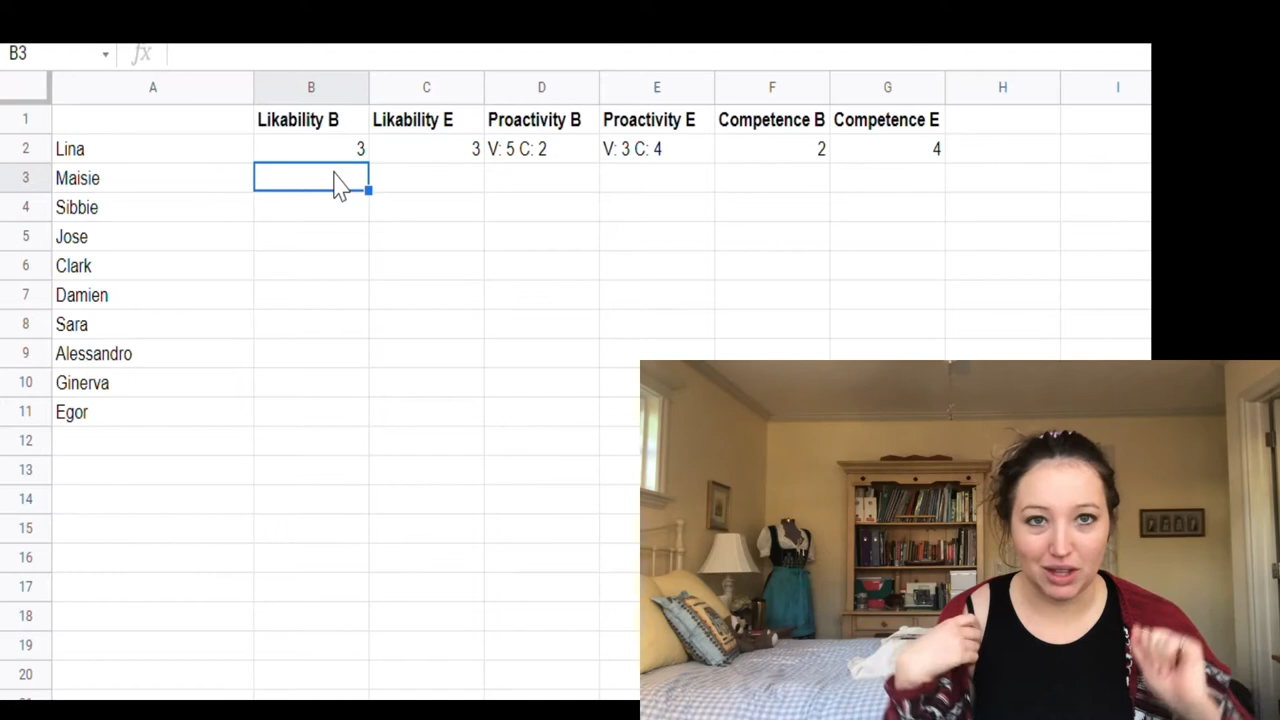 B3
fx
A B C D E F G H I
1 Likability B Likability E Proactivity B Proactivity E Competence B Competence E
2 Lina 3 3 V: 5 C: 2 V: 3 C: 4 2 4
3 Maisie
4 Sibbie
5 Jose
6 Clark
7 Damien
8 Sara
9 Alessandro
10 Ginerva
11 Egor
12
13
14
15
16
17
18
19
20